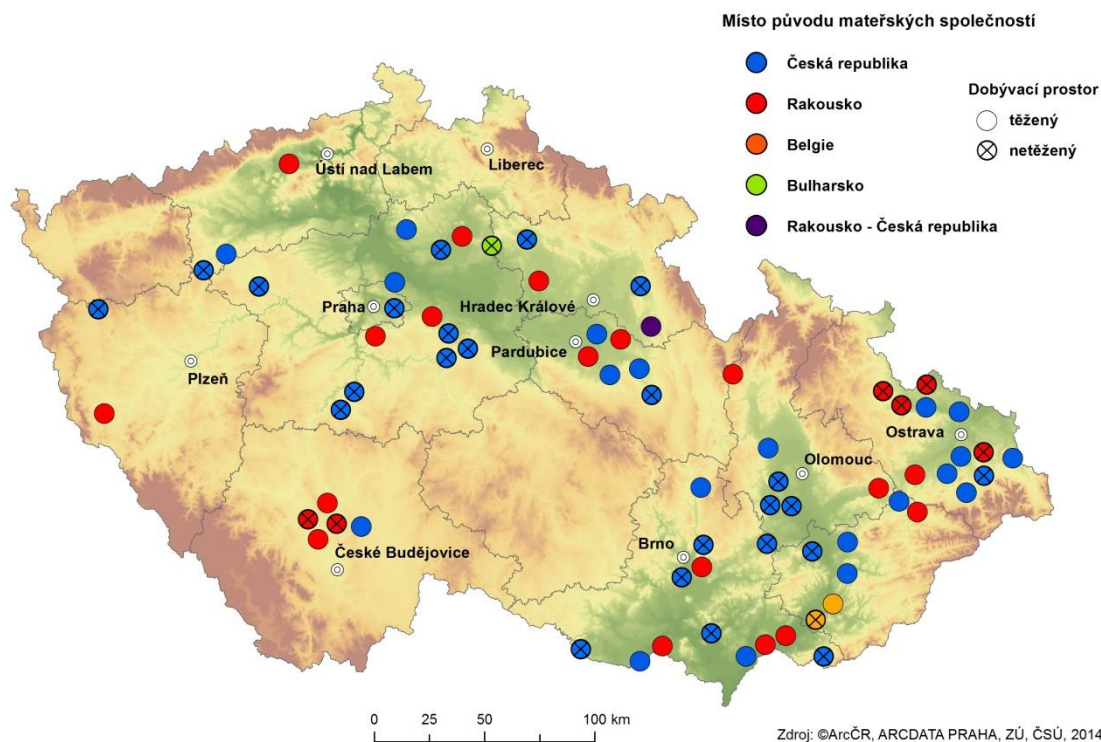 Místo původu mateřských společností
Česká republika
Rakousko
Belgie
Bulharsko
Rakousko - Česká republika
Dobývací prostor
těžený
netěžený
Ústí nad Labem
Liberec
Praha
Hradec Králové
Pardubice
Plzeň
Ostrava
Olomouc
Brno
České Budějovice
0 25 50 100 km
Zdroj: ©ArcČR, ARCDATA PRAHA, ZÚ, ČSÚ, 2014